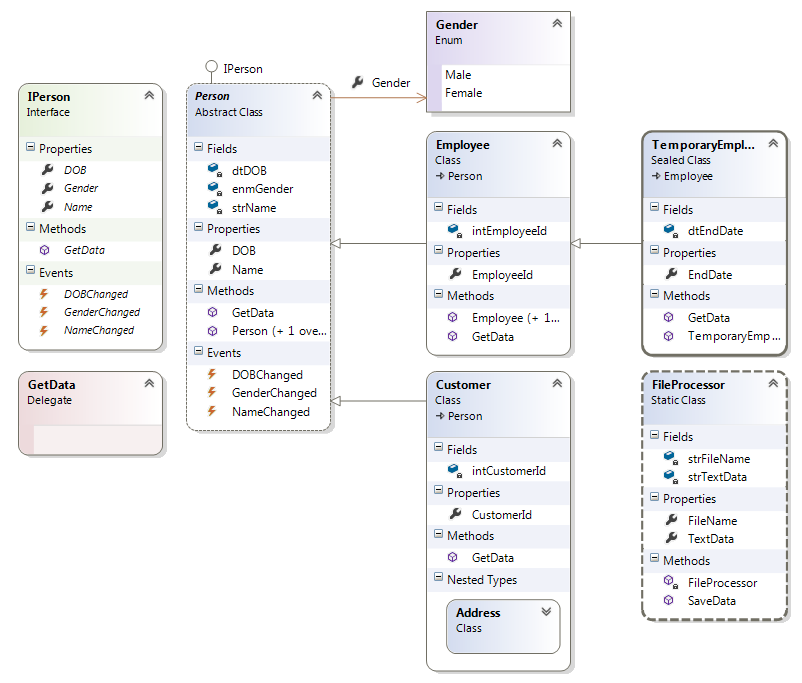 IPerson
Interface
Properties
DOB
Gender
Name
Methods
GetData
Events
DOBChanged
GenderChanged
NameChanged
GetData
Delegate
IPerson
Person
Abstract Class
Fields
dtDOB
enmGender
strName
Properties
DOB
Name
Methods
GetData
Person (+ 1 ove...
Events
DOBChanged
GenderChanged
NameChanged
Gender
Gender
Enum
Male
Female
Employee
Class
Person
Fields
intEmployeeId
Properties
EmployeeId
Methods
Employee (+ 1...
GetData
Customer
Class
Person
Fields
intCustomerId
Properties
CustomerId
Methods
GetData
Nested Types
Address
Class
TemporaryEmpl...
Sealed Class
Employee
Fields
dtEndDate
Properties
EndDate
Methods
GetData
TemporaryEmp...
FileProcessor
Static Class
Fields
strFileName
strTextData
Properties
FileName
TextData
Methods
FileProcessor
SaveData